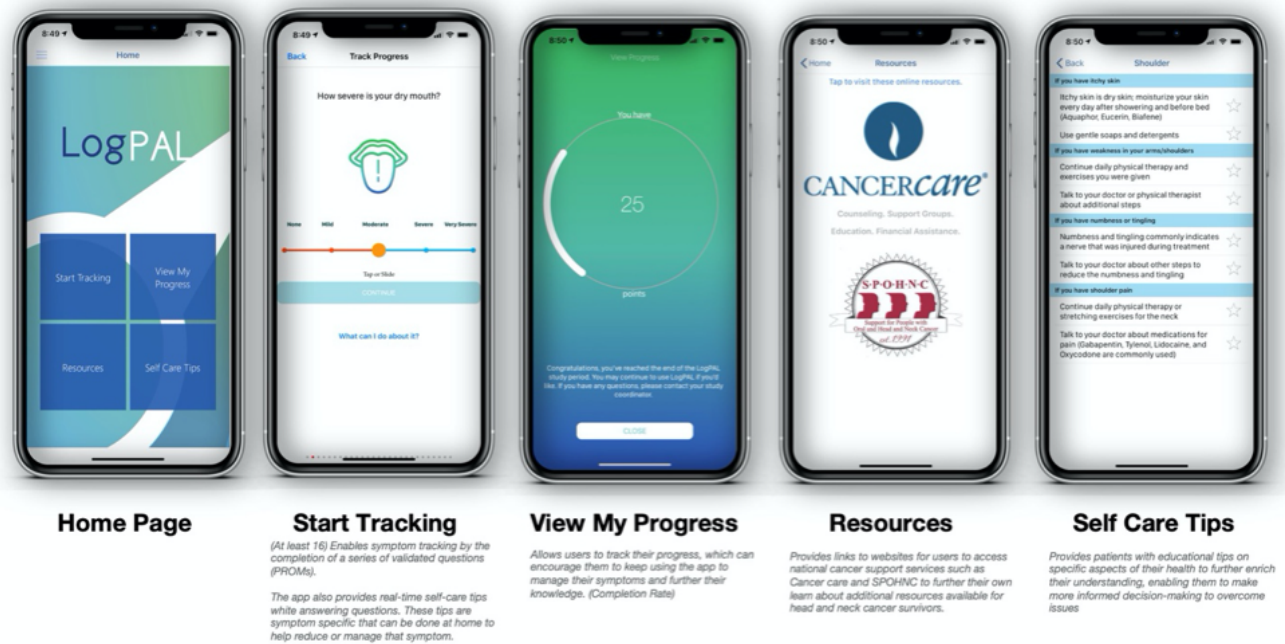 8:49
Home
LogPAL
Start Tracking
View My
Progress
Resources
Self Care Tips
8:49
Back
Track Progress
How severe is your dry mouth?
None
Mild
Moderate
Severe
Very Severe
Tap or Slide
CONTINUE
What can I do about it?
8:50
View Progress
You have
25
points
Congratulations, you've reached the end of the LogPAL
study period. You may continue to use LogPAL if you'd
like. If you have any questions, please contact your study
coordinator.
CLOSE
8:50
Home
Resources
Tap to visit these online resources.
CANCERcare®
Counseling. Support Groups.
Education. Financial Assistance.
S·P·O·H·N·C
Support for People with
Oral and Head and Neck Cancer
est.1991
8:50
Back
Shoulder
If you have itchy skin
Itchy skin is dry skin; moisturize your skin
every day after showering and before bed
(Aquaphor, Eucerin, Biafene)
Use gentle soaps and detergents
If you have weakness in your arms/shoulders
Continue daily physical therapy and
exercises you were given
Talk to your doctor or physical therapist
about additional steps
If you have numbness or tingling
Numbness and tingling commonly indicates
a nerve that was injured during treatment
Talk to your doctor about other steps to
reduce the numbness and tingling
If you have shoulder pain
Continue daily physical therapy or
stretching exercises for the neck
Talk to your doctor about medications for
pain (Gabapentin, Tylenol, Lidocaine, and
Oxycodone are commonly used)
Home Page
Start Tracking
(At least 16) Enables symptom tracking by the
completion of a series of validated questions
(PROMs).
The app also provides real-time self-care tips
while answering questions. These tips are
symptom specific that can be done at home to
help reduce or manage that symptom.
View My Progress
Allows users to track their progress, which can
encourage them to keep using the app to
manage their symptoms and further their
knowledge. (Completion Rate)
Resources
Provides links to websites for users to access
national cancer support services such as
Cancer care and SPOHNC to further their own
learn about additional resources available for
head and neck cancer survivors.
Self Care Tips
Provides patients with educational tips on
specific aspects of their health to further enrich
their understanding, enabling them to make
more informed decision-making to overcome
issues